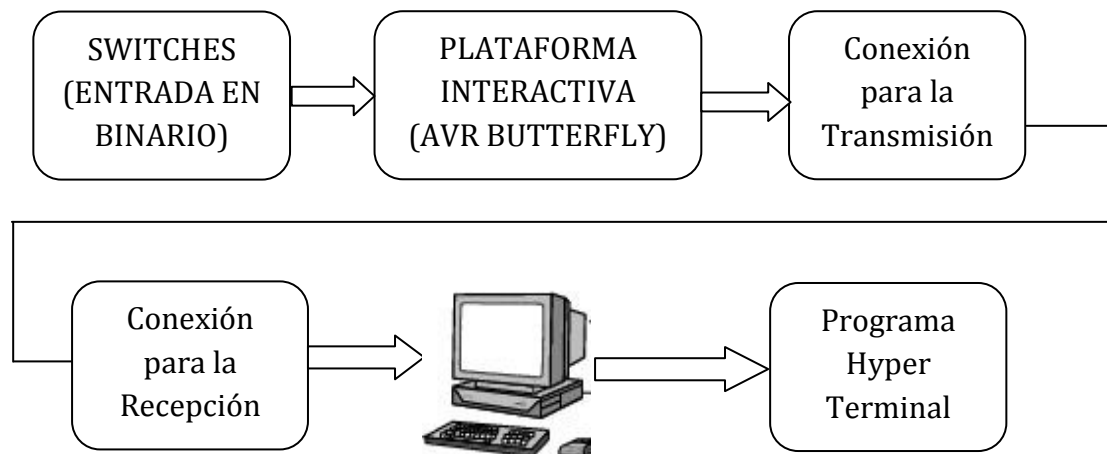 SWITCHES
(ENTRADA EN
BINARIO)
PLATAFORMA
INTERACTIVA
(AVR BUTTERFLY)
Conexión
para la
Transmisión
Conexión
para la
Recepción
Programa
Hyper
Terminal